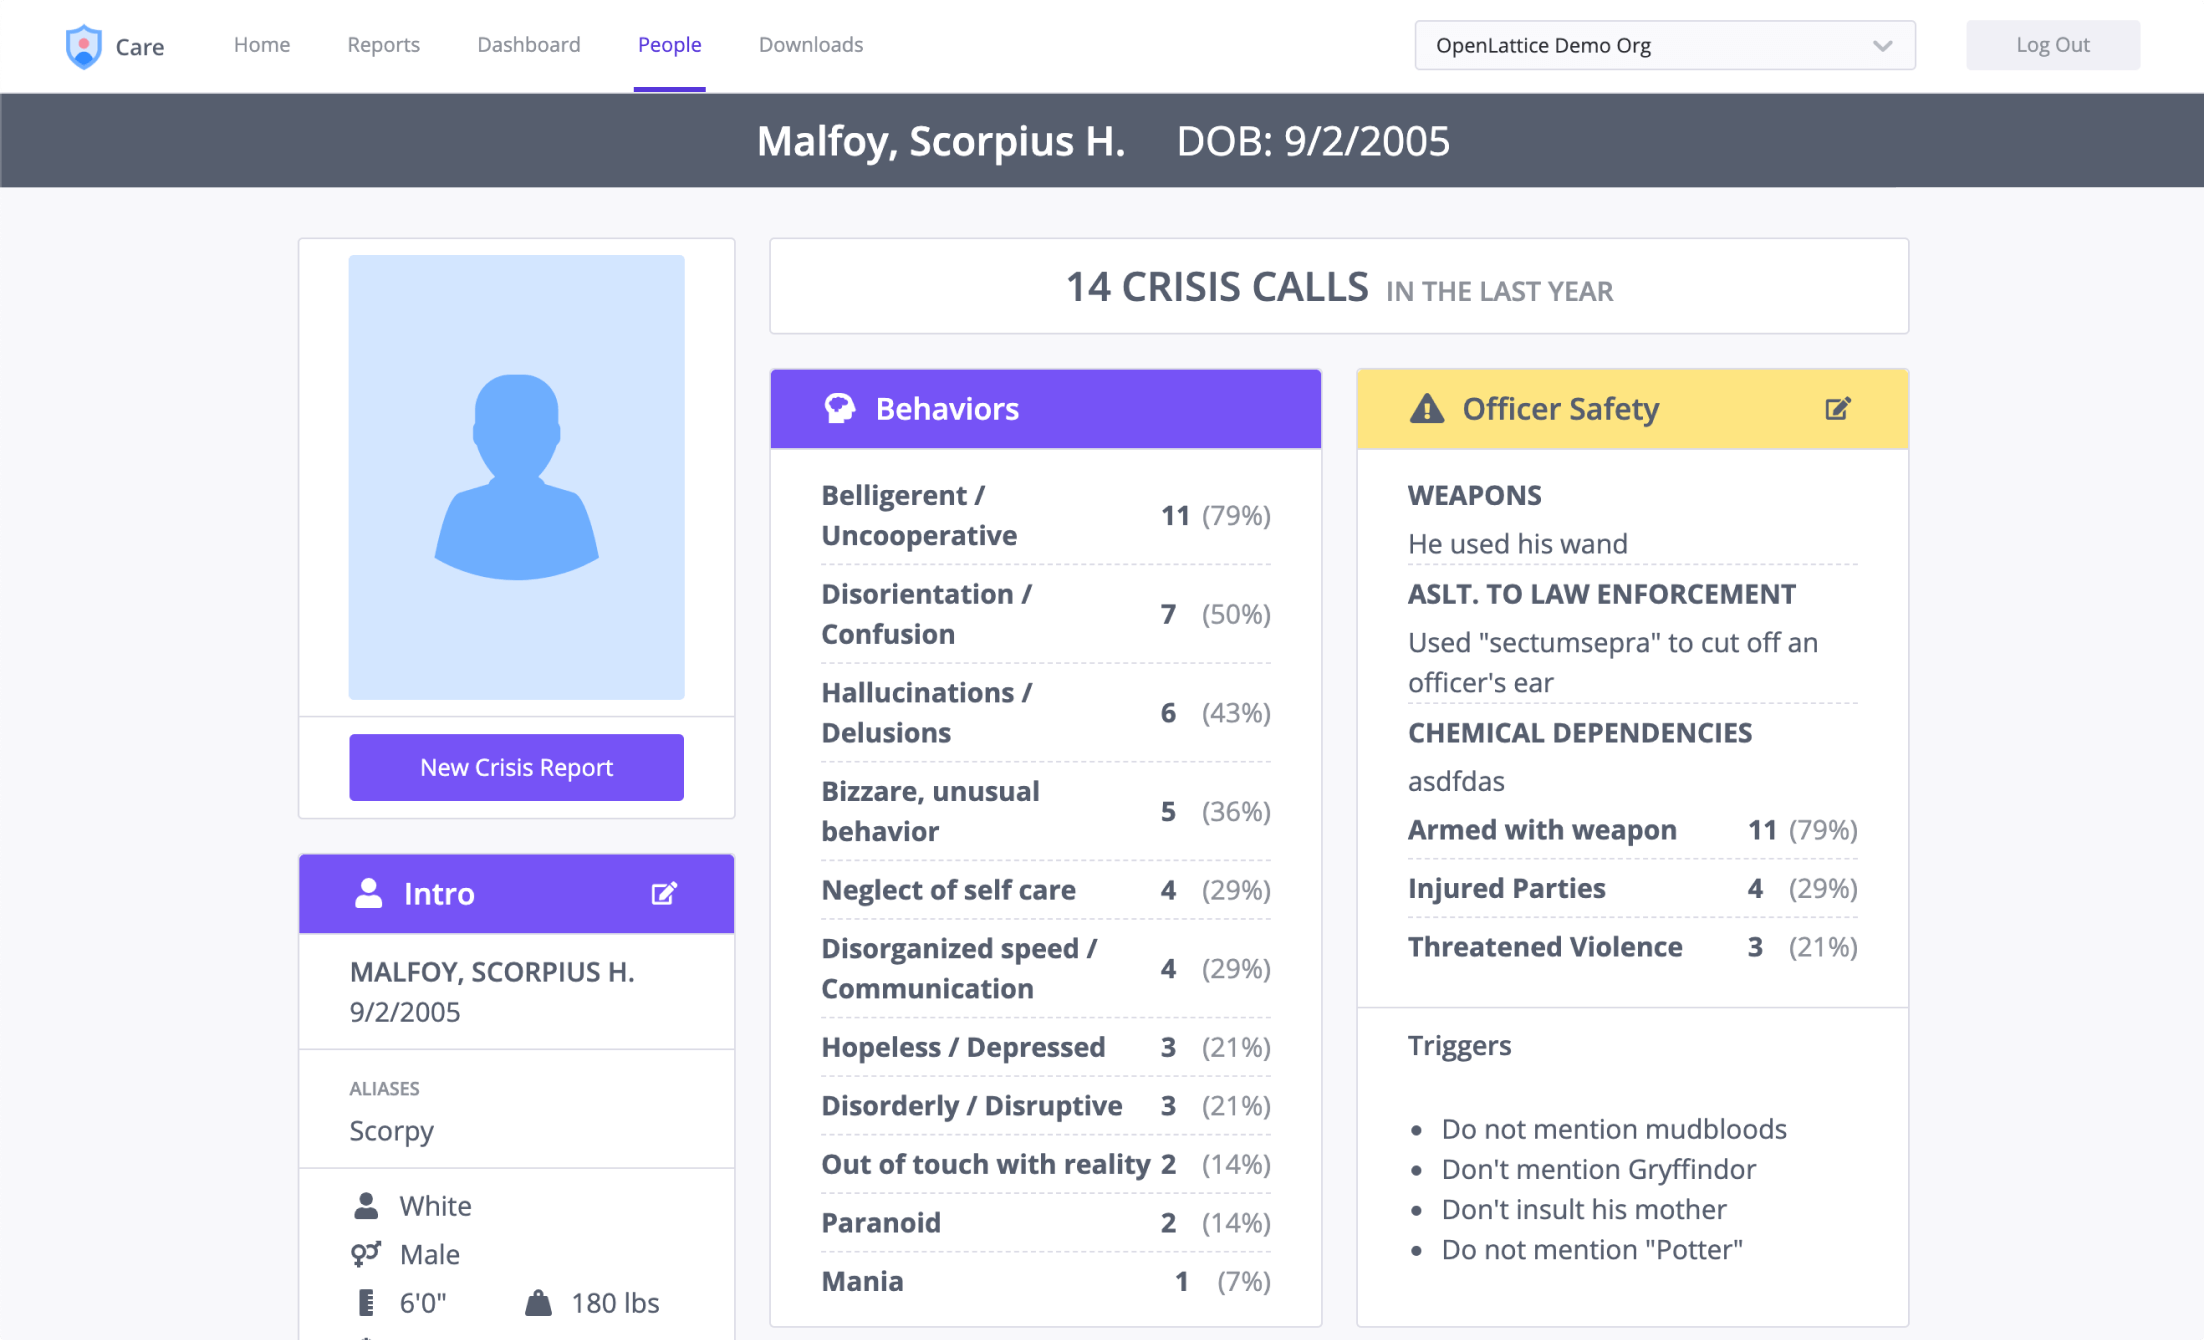 Care
Home
Reports
Dashboard
People
Downloads
OpenLattice Demo Org
Log Out
Malfoy, Scorpius H. DOB: 9/2/2005
New Crisis Report
Intro
MALFOY, SCORPIUS H.
9/2/2005
ALIASES
Scorpy
White
Male
6'0" 180 lbs
14 CRISIS CALLS IN THE LAST YEAR
Behaviors
Belligerent /
Uncooperative
11 (79%)
Disorientation /
Confusion
7 (50%)
Hallucinations /
Delusions
6 (43%)
Bizzare, unusual
behavior
5 (36%)
Neglect of self care 4 (29%)
Disorganized speed /
Communication
4 (29%)
Hopeless / Depressed 3 (21%)
Disorderly / Disruptive 3 (21%)
Out of touch with reality 2 (14%)
Paranoid 2 (14%)
Mania 1 (7%)
Officer Safety
WEAPONS
He used his wand
ASLT. TO LAW ENFORCEMENT
Used "sectumsepra" to cut off an
officer's ear
CHEMICAL DEPENDENCIES
asdfdas
Armed with weapon 11 (79%)
Injured Parties 4 (29%)
Threatened Violence 3 (21%)
Triggers
• Do not mention mudbloods
• Don't mention Gryffindor
• Don't insult his mother
• Do not mention "Potter"